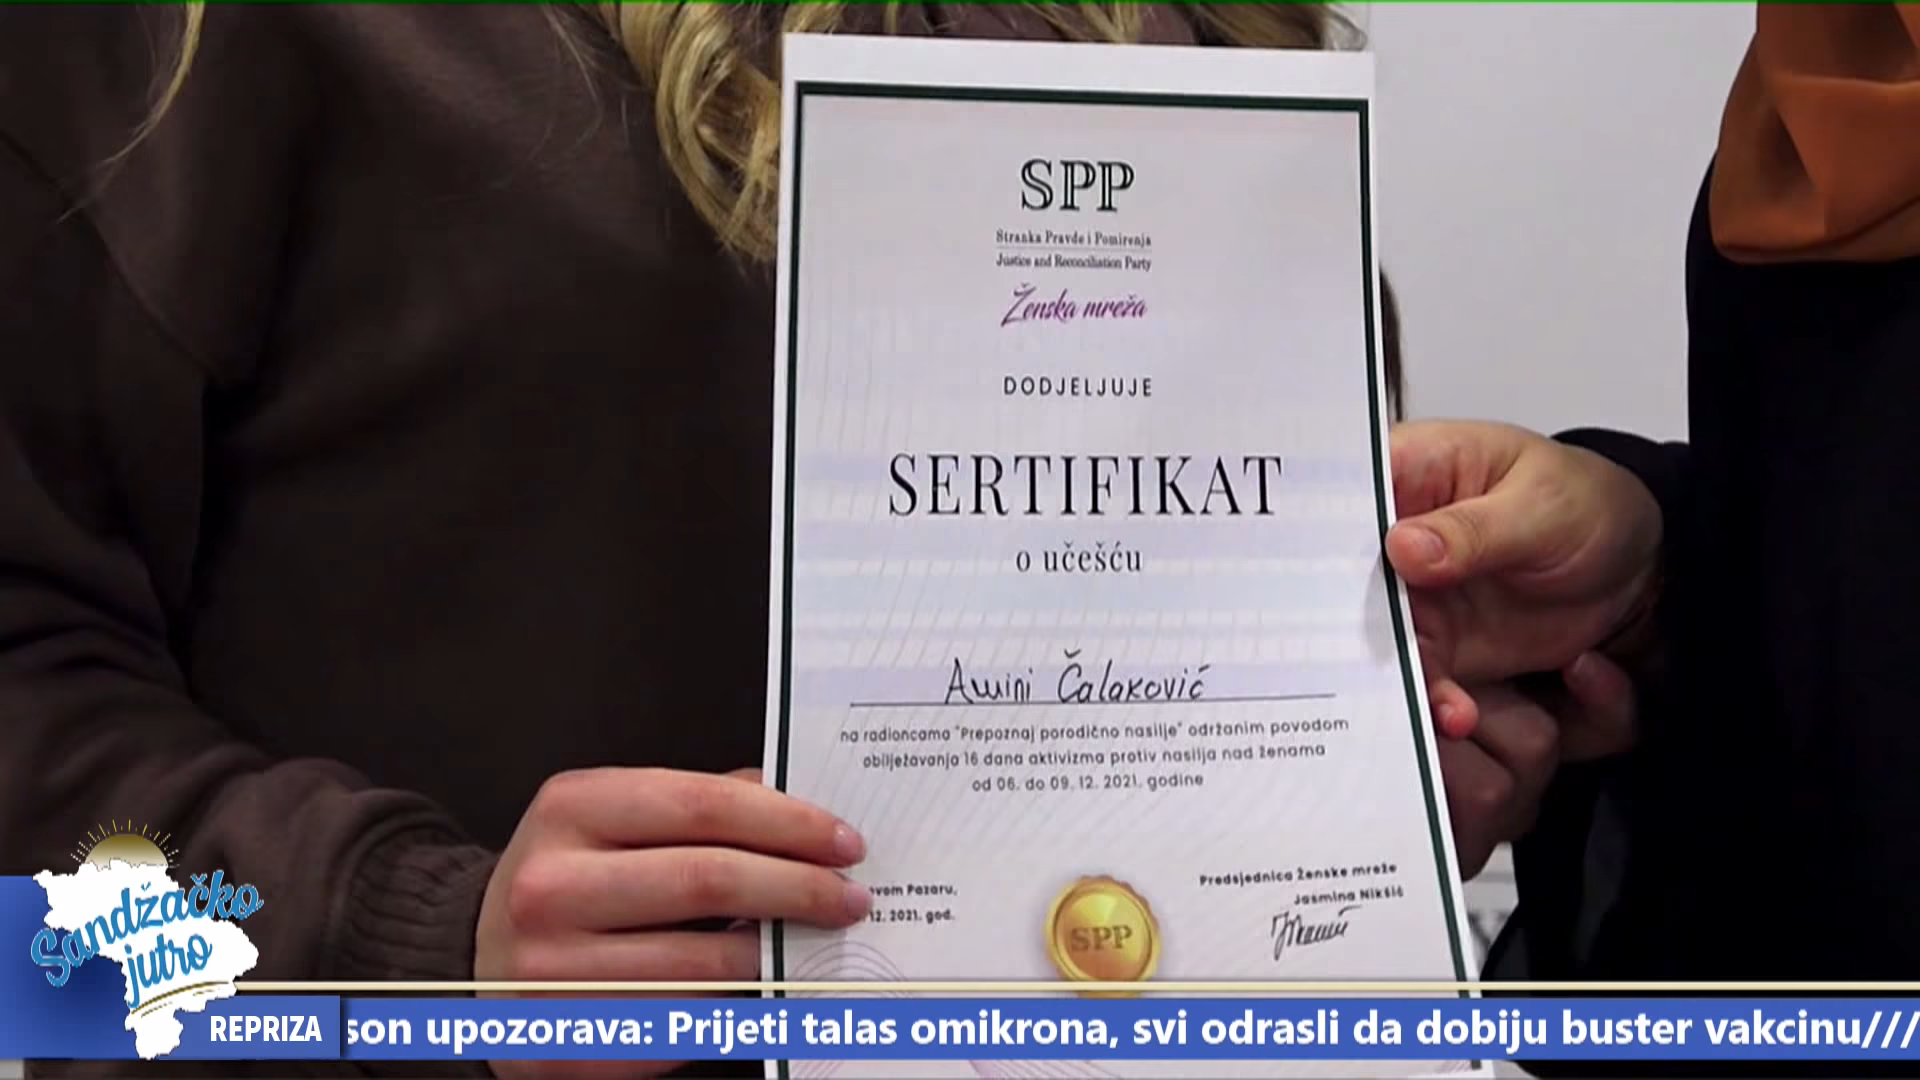 SPP
Stranka Pravde i Pomirenja
Justice and Reconciliation Party
Ženska mreža
DODJELJUJE
SERTIFIKAT
o učešću
Amini Čalaković
na radioncama "Prepoznaj porodično nasilje" održanim povodom
obilježavanja 16 dana aktivizma protiv nasilja nad ženama
od 06. do 09. 12. 2021. godine
vom Pazaru,
12. 2021. god.
SPP
Predsjednica Ženske mreže
Jasmina Nikšić
Sandžačko
jutro
REPRIZA
son upozorava: Prijeti talas omikrona, svi odrasli da dobiju buster vakcinu///